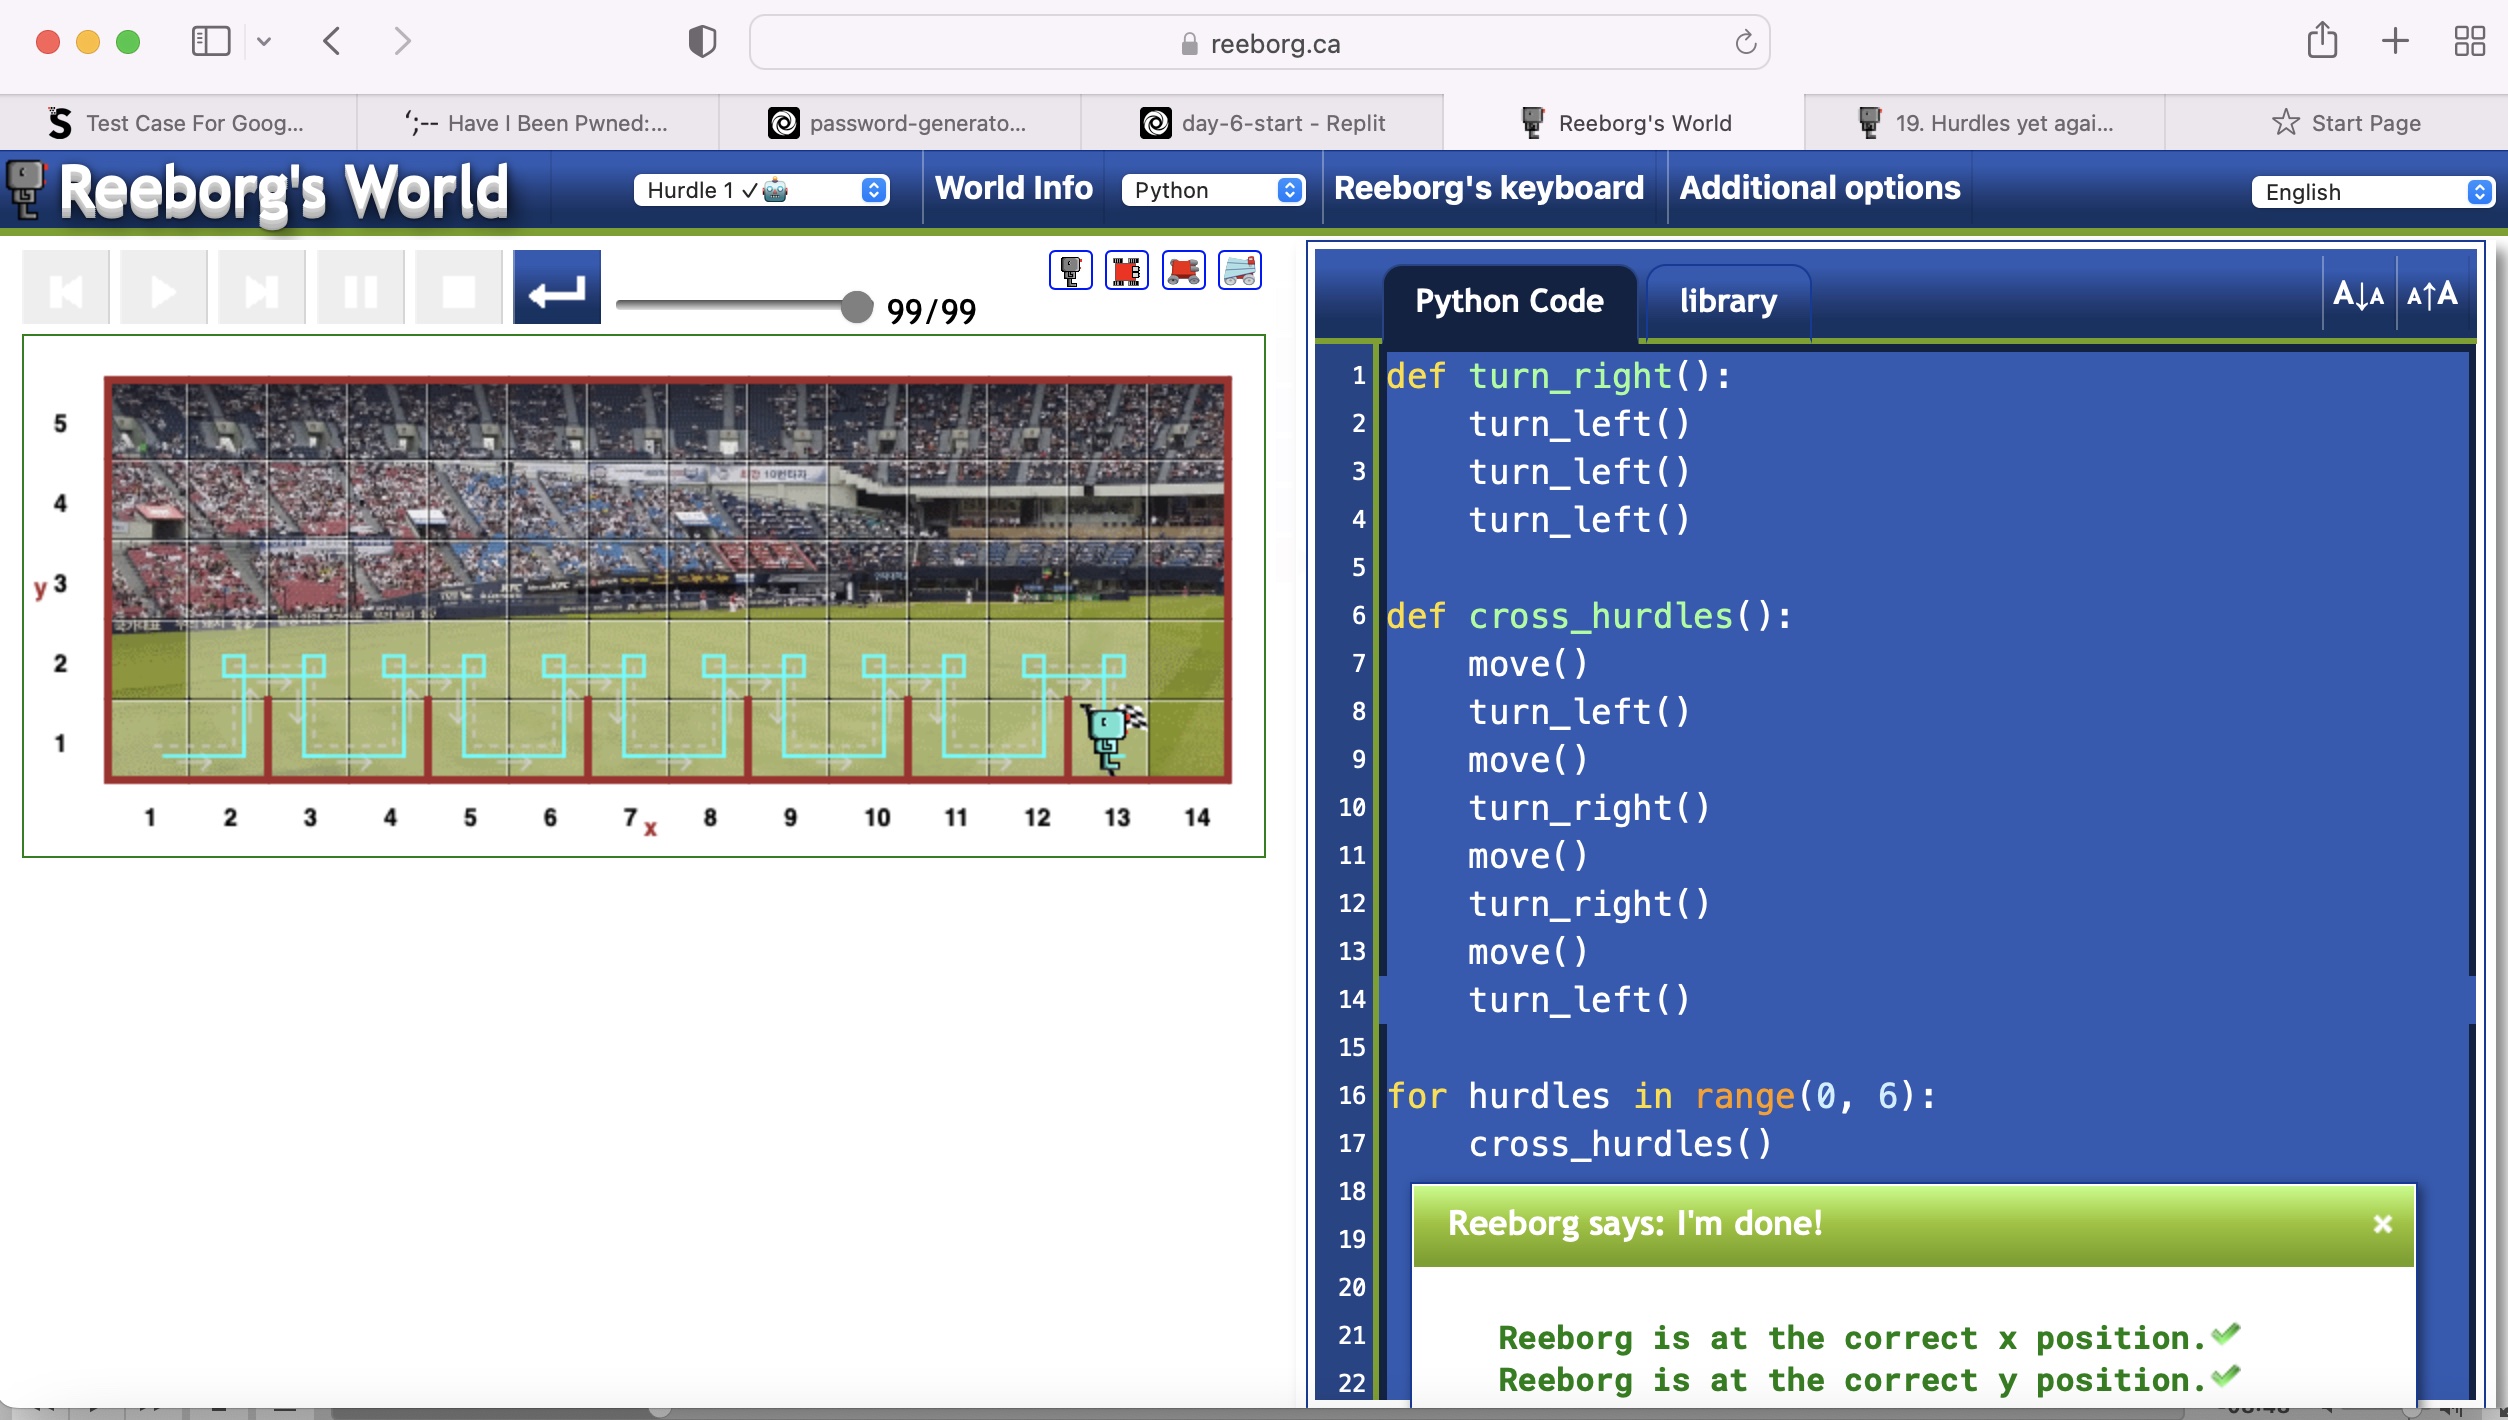 reeborg.ca
Test Case For Goog...
';-- Have I Been Pwned:...
password-generato...
day-6-start - Replit
Reeborg's World
19. Hurdles yet agai...
Start Page
Reeborg's World
Hurdle 1 ✓🤖
World Info
Python
Reeborg's keyboard
Additional options
English
99/99
5
4
y 3
2
1
1 2 3 4 5 6 7 x 8 9 10 11 12 13 14
Python Code
library
A↓A
A↑A
1 def turn_right():
2     turn_left()
3     turn_left()
4     turn_left()
5
6 def cross_hurdles():
7     move()
8     turn_left()
9     move()
10     turn_right()
11     move()
12     turn_right()
13     move()
14     turn_left()
15
16 for hurdles in range(0, 6):
17     cross_hurdles()
18
19
20
21
22
Reeborg says: I'm done! ×
Reeborg is at the correct x position.✔
Reeborg is at the correct y position.✔